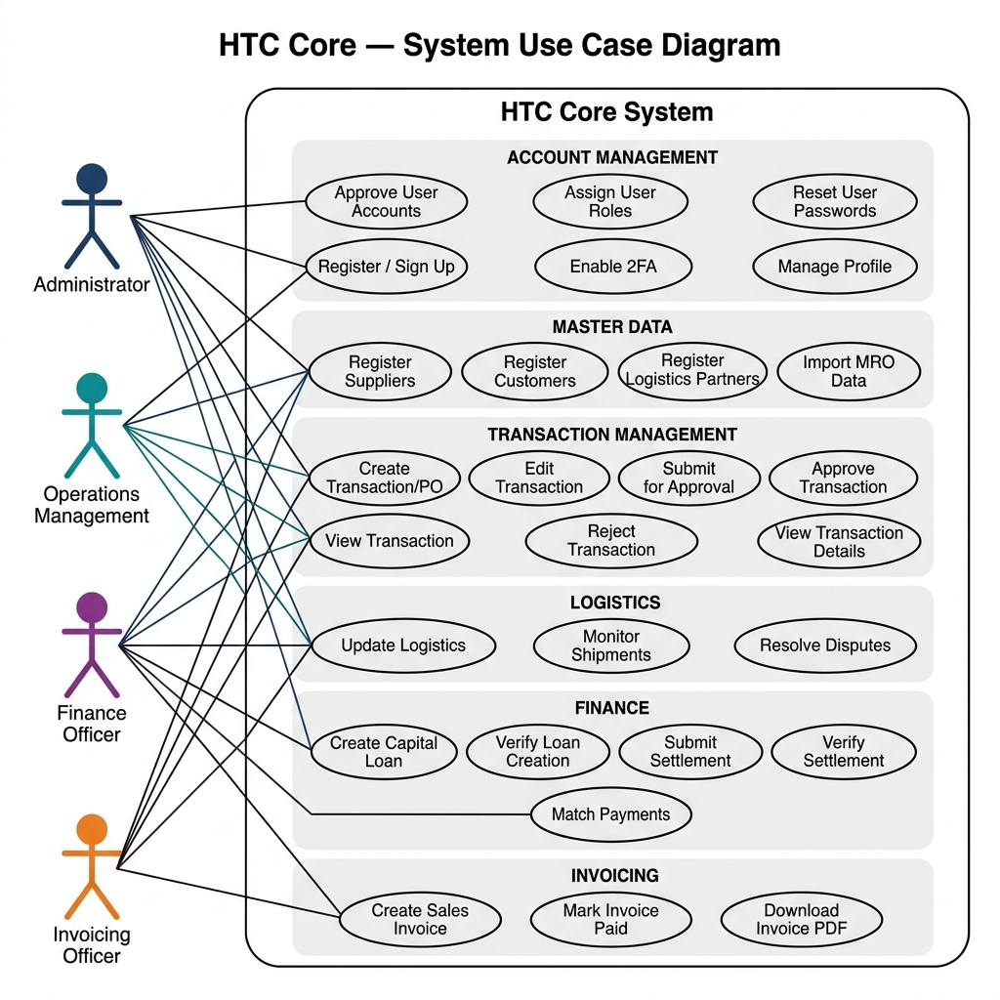 HTC Core — System Use Case Diagram
HTC Core System
ACCOUNT MANAGEMENT
Approve User
Accounts
Assign User
Roles
Reset User
Passwords
Register / Sign Up
Enable 2FA
Manage Profile
Administrator
MASTER DATA
Register
Suppliers
Register
Customers
Register
Logistics Partners
Import MRO
Data
Operations
Management
TRANSACTION MANAGEMENT
Create
Transaction/PO
Edit
Transaction
Submit
for Approval
Approve
Transaction
View Transaction
Reject
Transaction
View Transaction
Details
LOGISTICS
Update Logistics
Monitor
Shipments
Resolve Disputes
Finance
Officer
FINANCE
Create Capital
Loan
Verify Loan
Creation
Submit
Settlement
Verify
Settlement
Match Payments
INVOICING
Create Sales
Invoice
Mark Invoice
Paid
Download
Invoice PDF
Invoicing
Officer